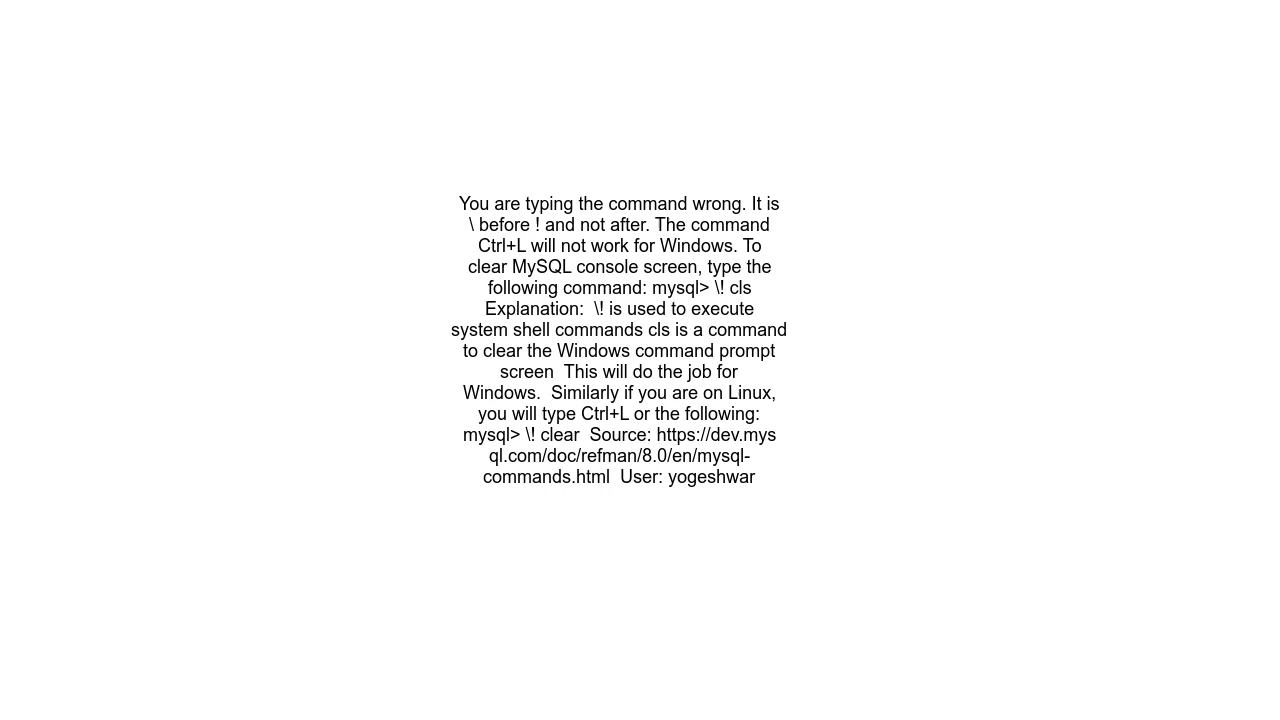 You are typing the command wrong. It is
\ before ! and not after. The command
Ctrl+L will not work for Windows. To
clear MySQL console screen, type the
following command: mysql> \! cls
Explanation:  \! is used to execute
system shell commands cls is a command
to clear the Windows command prompt
screen  This will do the job for
Windows.  Similarly if you are on Linux,
you will type Ctrl+L or the following:
mysql> \! clear  Source: https://dev.mys
ql.com/doc/refman/8.0/en/mysql-
commands.html  User: yogeshwar